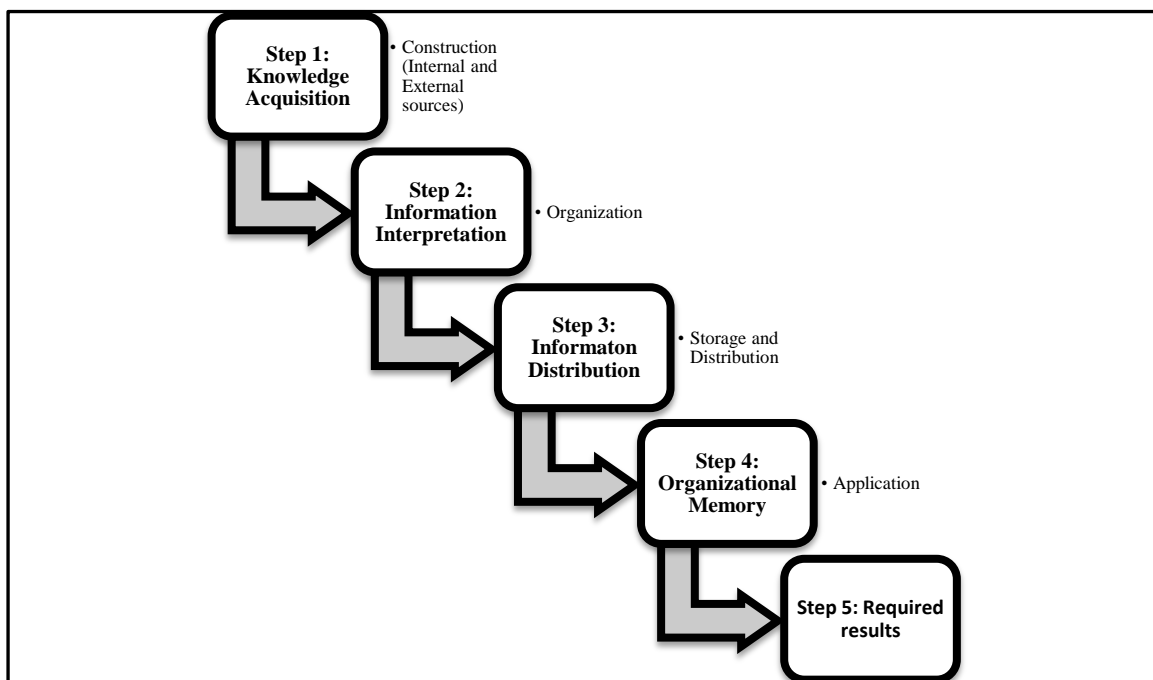 Step 1:
Knowledge
Acquisition
• Construction
(Internal and
External
sources)
Step 2:
Information
Interpretation
• Organization
Step 3:
Informaton
Distribution
• Storage and
Distribution
Step 4:
Organizational
Memory
• Application
Step 5: Required
results